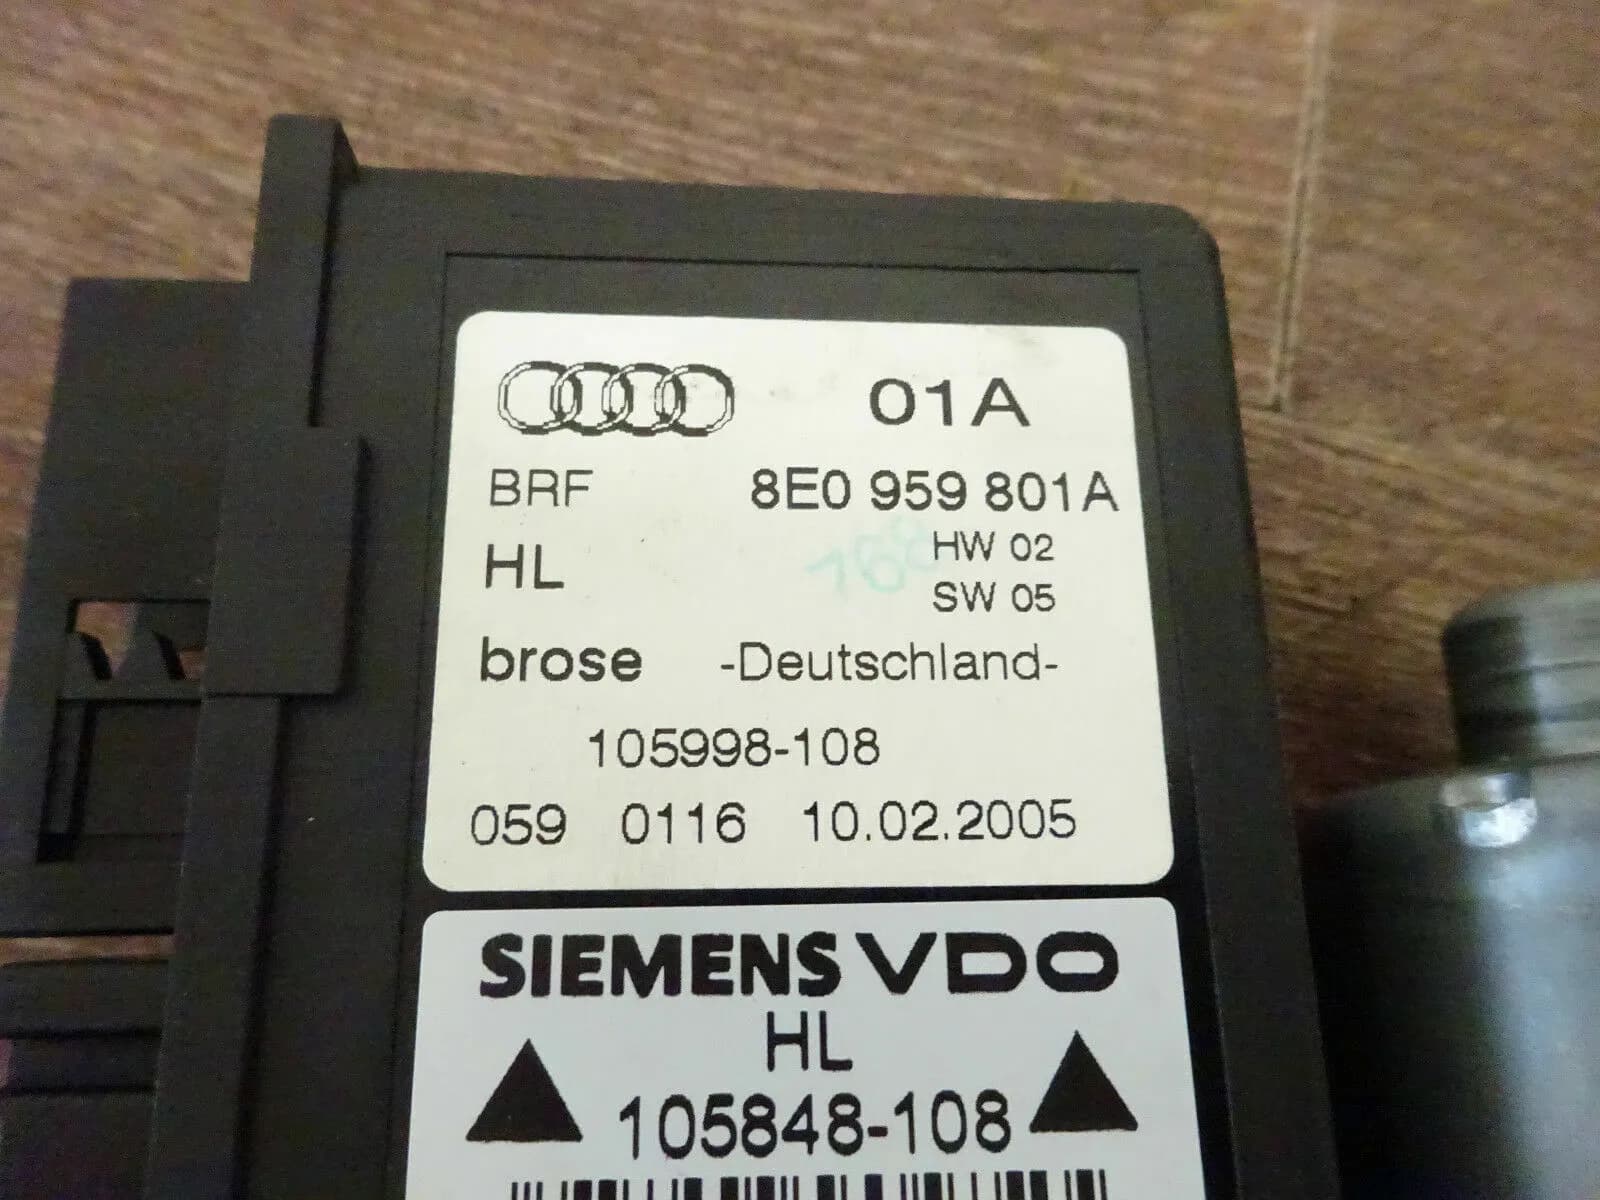 01A
BRF 8E0 959 801A
HL HW 02
168
SW 05
brose -Deutschland-
105998-108
059 0116 10.02.2005
SIEMENS VDO
HL
105848-108